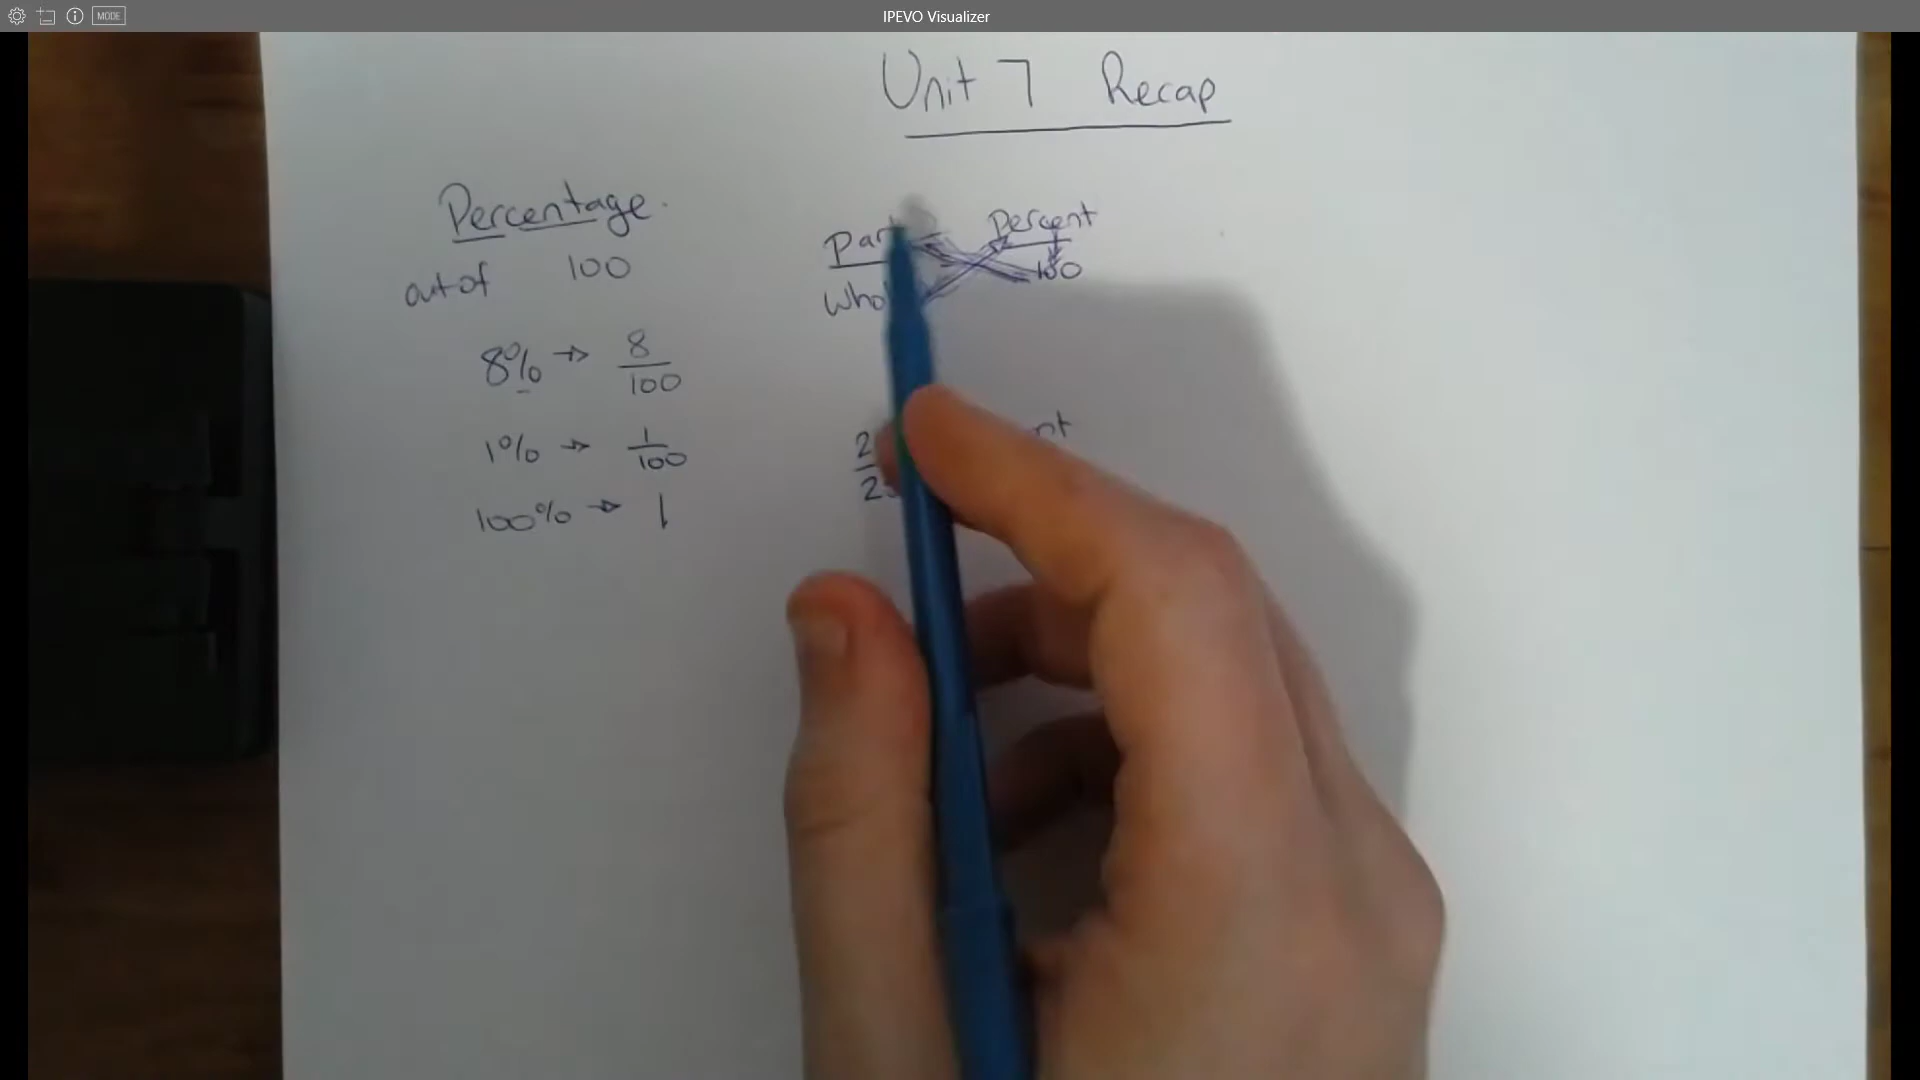 MODE
IPEVO Visualizer
Unit 7 Recap
Percentage.
out of 100
8% → 8/100
1% → 1/100
100% → 1
Percent
100